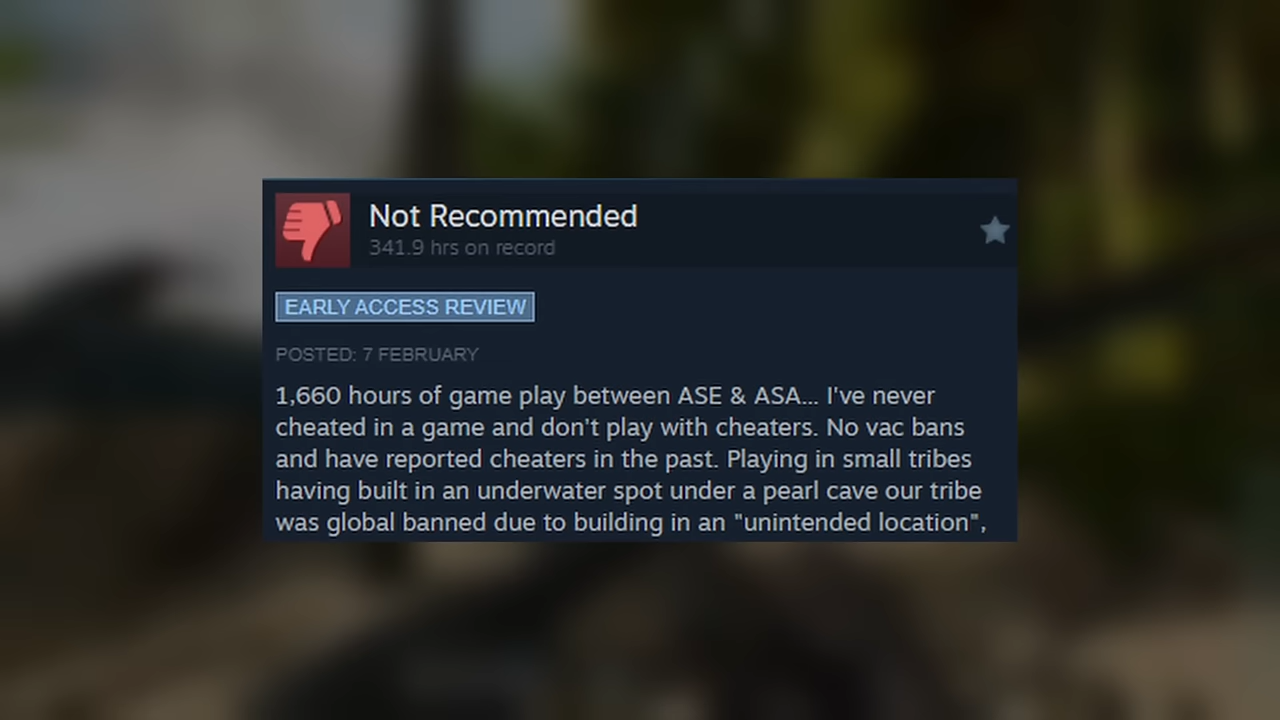 Not Recommended
341.9 hrs on record
EARLY ACCESS REVIEW
POSTED: 7 FEBRUARY
1,660 hours of game play between ASE & ASA... I've never
cheated in a game and don't play with cheaters. No vac bans
and have reported cheaters in the past. Playing in small tribes
having built in an underwater spot under a pearl cave our tribe
was global banned due to building in an "unintended location",